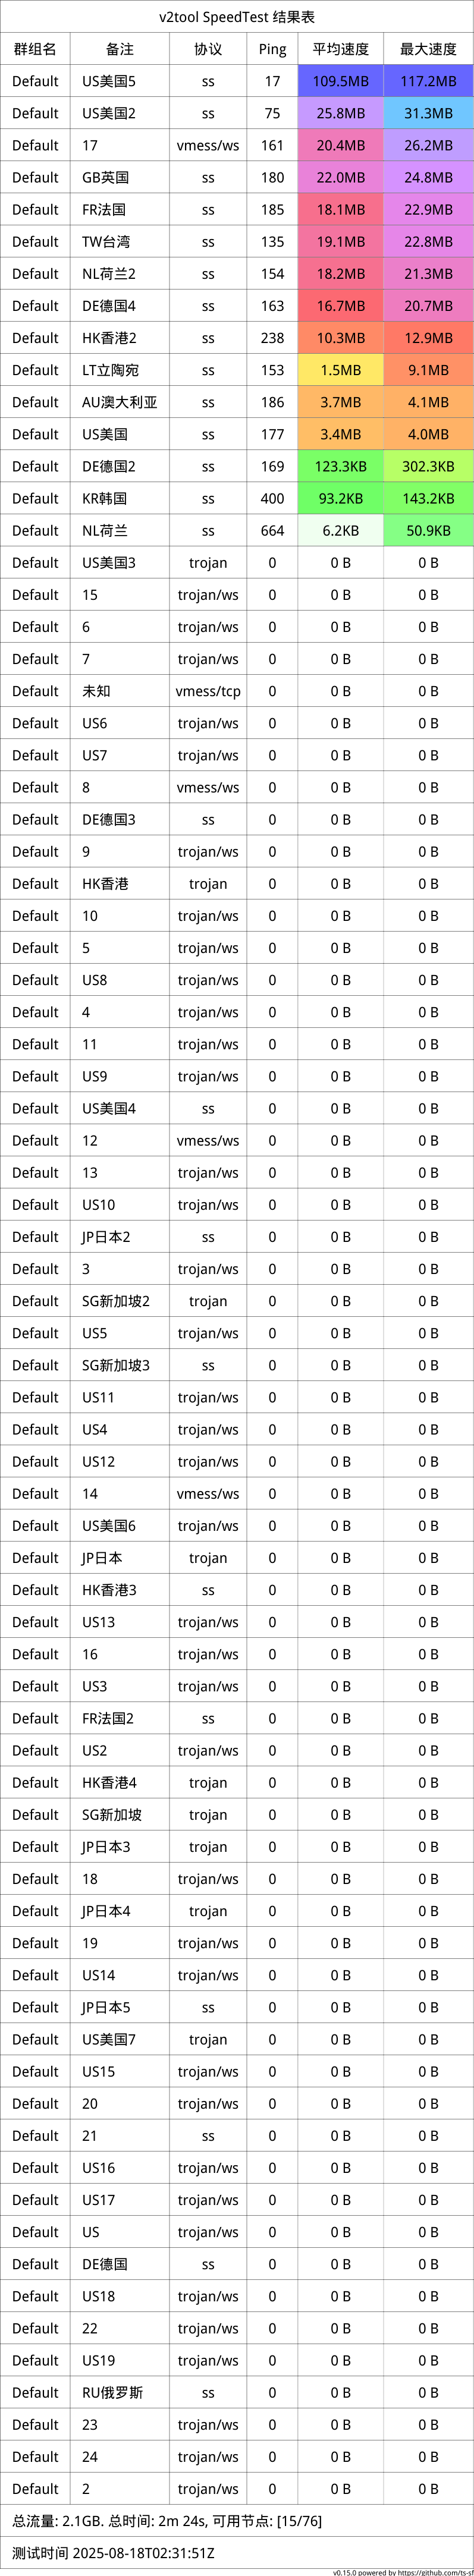 v2tool SpeedTest 结果表
群组名 备注 协议 Ping 平均速度 最大速度
Default US美国5 ss 17 109.5MB 117.2MB
Default US美国2 ss 75 25.8MB 31.3MB
Default 17 vmess/ws 161 20.4MB 26.2MB
Default GB英国 ss 180 22.0MB 24.8MB
Default FR法国 ss 185 18.1MB 22.9MB
Default TW台湾 ss 135 19.1MB 22.8MB
Default NL荷兰2 ss 154 18.2MB 21.3MB
Default DE德国4 ss 163 16.7MB 20.7MB
Default HK香港2 ss 238 10.3MB 12.9MB
Default LT立陶宛 ss 153 1.5MB 9.1MB
Default AU澳大利亚 ss 186 3.7MB 4.1MB
Default US美国 ss 177 3.4MB 4.0MB
Default DE德国2 ss 169 123.3KB 302.3KB
Default KR韩国 ss 400 93.2KB 143.2KB
Default NL荷兰 ss 664 6.2KB 50.9KB
Default US美国3 trojan 0 0 B 0 B
Default 15 trojan/ws 0 0 B 0 B
Default 6 trojan/ws 0 0 B 0 B
Default 7 trojan/ws 0 0 B 0 B
Default 未知 vmess/tcp 0 0 B 0 B
Default US6 trojan/ws 0 0 B 0 B
Default US7 trojan/ws 0 0 B 0 B
Default 8 vmess/ws 0 0 B 0 B
Default DE德国3 ss 0 0 B 0 B
Default 9 trojan/ws 0 0 B 0 B
Default HK香港 trojan 0 0 B 0 B
Default 10 trojan/ws 0 0 B 0 B
Default 5 trojan/ws 0 0 B 0 B
Default US8 trojan/ws 0 0 B 0 B
Default 4 trojan/ws 0 0 B 0 B
Default 11 trojan/ws 0 0 B 0 B
Default US9 trojan/ws 0 0 B 0 B
Default US美国4 ss 0 0 B 0 B
Default 12 vmess/ws 0 0 B 0 B
Default 13 trojan/ws 0 0 B 0 B
Default US10 trojan/ws 0 0 B 0 B
Default JP日本2 ss 0 0 B 0 B
Default 3 trojan/ws 0 0 B 0 B
Default SG新加坡2 trojan 0 0 B 0 B
Default US5 trojan/ws 0 0 B 0 B
Default SG新加坡3 ss 0 0 B 0 B
Default US11 trojan/ws 0 0 B 0 B
Default US4 trojan/ws 0 0 B 0 B
Default US12 trojan/ws 0 0 B 0 B
Default 14 vmess/ws 0 0 B 0 B
Default US美国6 trojan/ws 0 0 B 0 B
Default JP日本 trojan 0 0 B 0 B
Default HK香港3 ss 0 0 B 0 B
Default US13 trojan/ws 0 0 B 0 B
Default 16 trojan/ws 0 0 B 0 B
Default US3 trojan/ws 0 0 B 0 B
Default FR法国2 ss 0 0 B 0 B
Default US2 trojan/ws 0 0 B 0 B
Default HK香港4 trojan 0 0 B 0 B
Default SG新加坡 trojan 0 0 B 0 B
Default JP日本3 trojan 0 0 B 0 B
Default 18 trojan/ws 0 0 B 0 B
Default JP日本4 trojan 0 0 B 0 B
Default 19 trojan/ws 0 0 B 0 B
Default US14 trojan/ws 0 0 B 0 B
Default JP日本5 ss 0 0 B 0 B
Default US美国7 trojan 0 0 B 0 B
Default US15 trojan/ws 0 0 B 0 B
Default 20 trojan/ws 0 0 B 0 B
Default 21 ss 0 0 B 0 B
Default US16 trojan/ws 0 0 B 0 B
Default US17 trojan/ws 0 0 B 0 B
Default US trojan/ws 0 0 B 0 B
Default DE德国 ss 0 0 B 0 B
Default US18 trojan/ws 0 0 B 0 B
Default 22 trojan/ws 0 0 B 0 B
Default US19 trojan/ws 0 0 B 0 B
Default RU俄罗斯 ss 0 0 B 0 B
Default 23 trojan/ws 0 0 B 0 B
Default 24 trojan/ws 0 0 B 0 B
Default 2 trojan/ws 0 0 B 0 B
总流量: 2.1GB. 总时间: 2m 24s, 可用节点: [15/76]
测试时间 2025-08-18T02:31:51Z
v0.15.0 powered by https://github.com/ts-sf